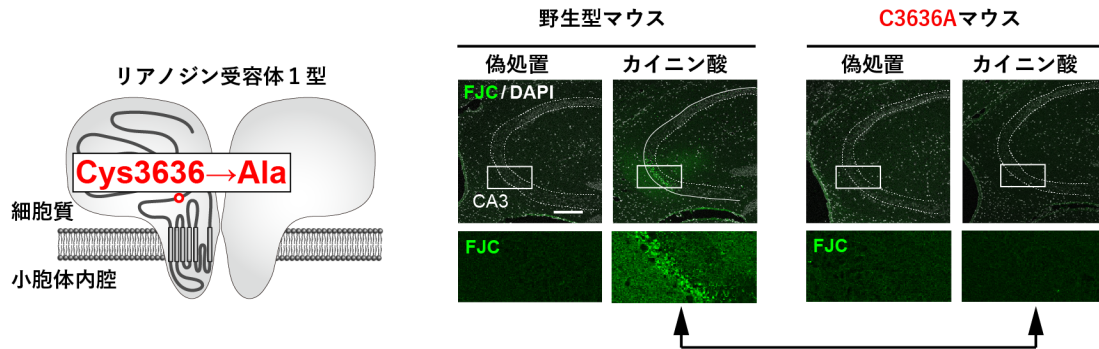 リアノジン受容体１型
Cys3636→Ala
細胞質
小胞体内腔
野生型マウス
偽処置
カイニン酸
FJC/DAPI
CA3
FJC
C3636Aマウス
偽処置
カイニン酸
FJC